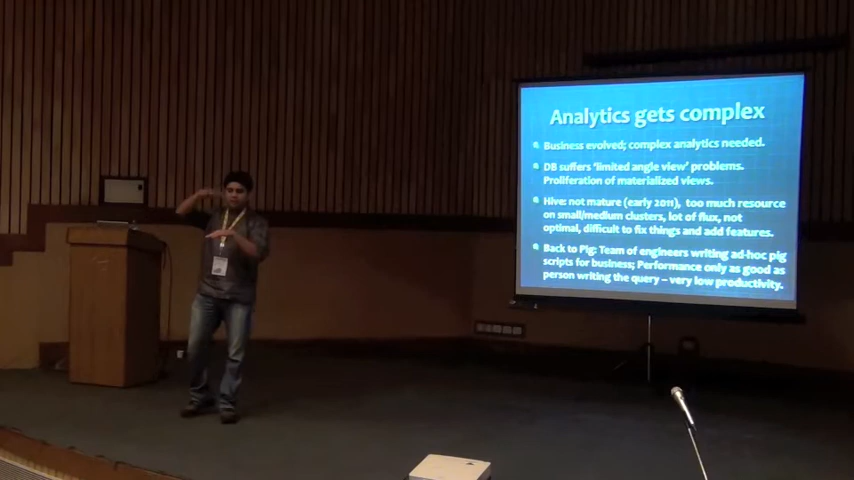 Analytics gets complex
Business evolved; complex analytics needed.
DB suffers 'limited angle view' problems.
Proliferation of materialized views.
Hive: not mature (early 2011), too much resource
on small/medium clusters, lot of flux, not
optimal, difficult to fix things and add features.
Back to Pig: Team of engineers writing ad-hoc pig
scripts for business; Performance only as good as
person writing the query – very low productivity.